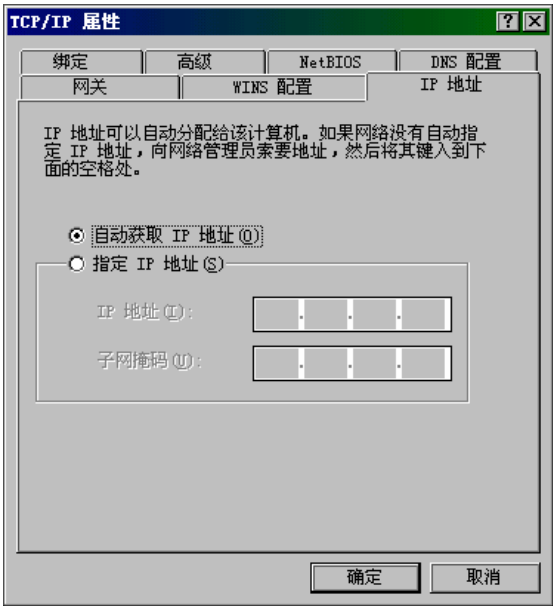 TCP/IP 属性
绑定 高级 NetBIOS DNS 配置
网关 WINS 配置 IP 地址
IP 地址可以自动分配给该计算机。如果网络没有自动指
定 IP 地址，向网络管理员索要地址，然后将其键入到下
面的空格处。
自动获取 IP 地址(O)
指定 IP 地址(S)
IP 地址(I):
子网掩码(U):
确定 取消